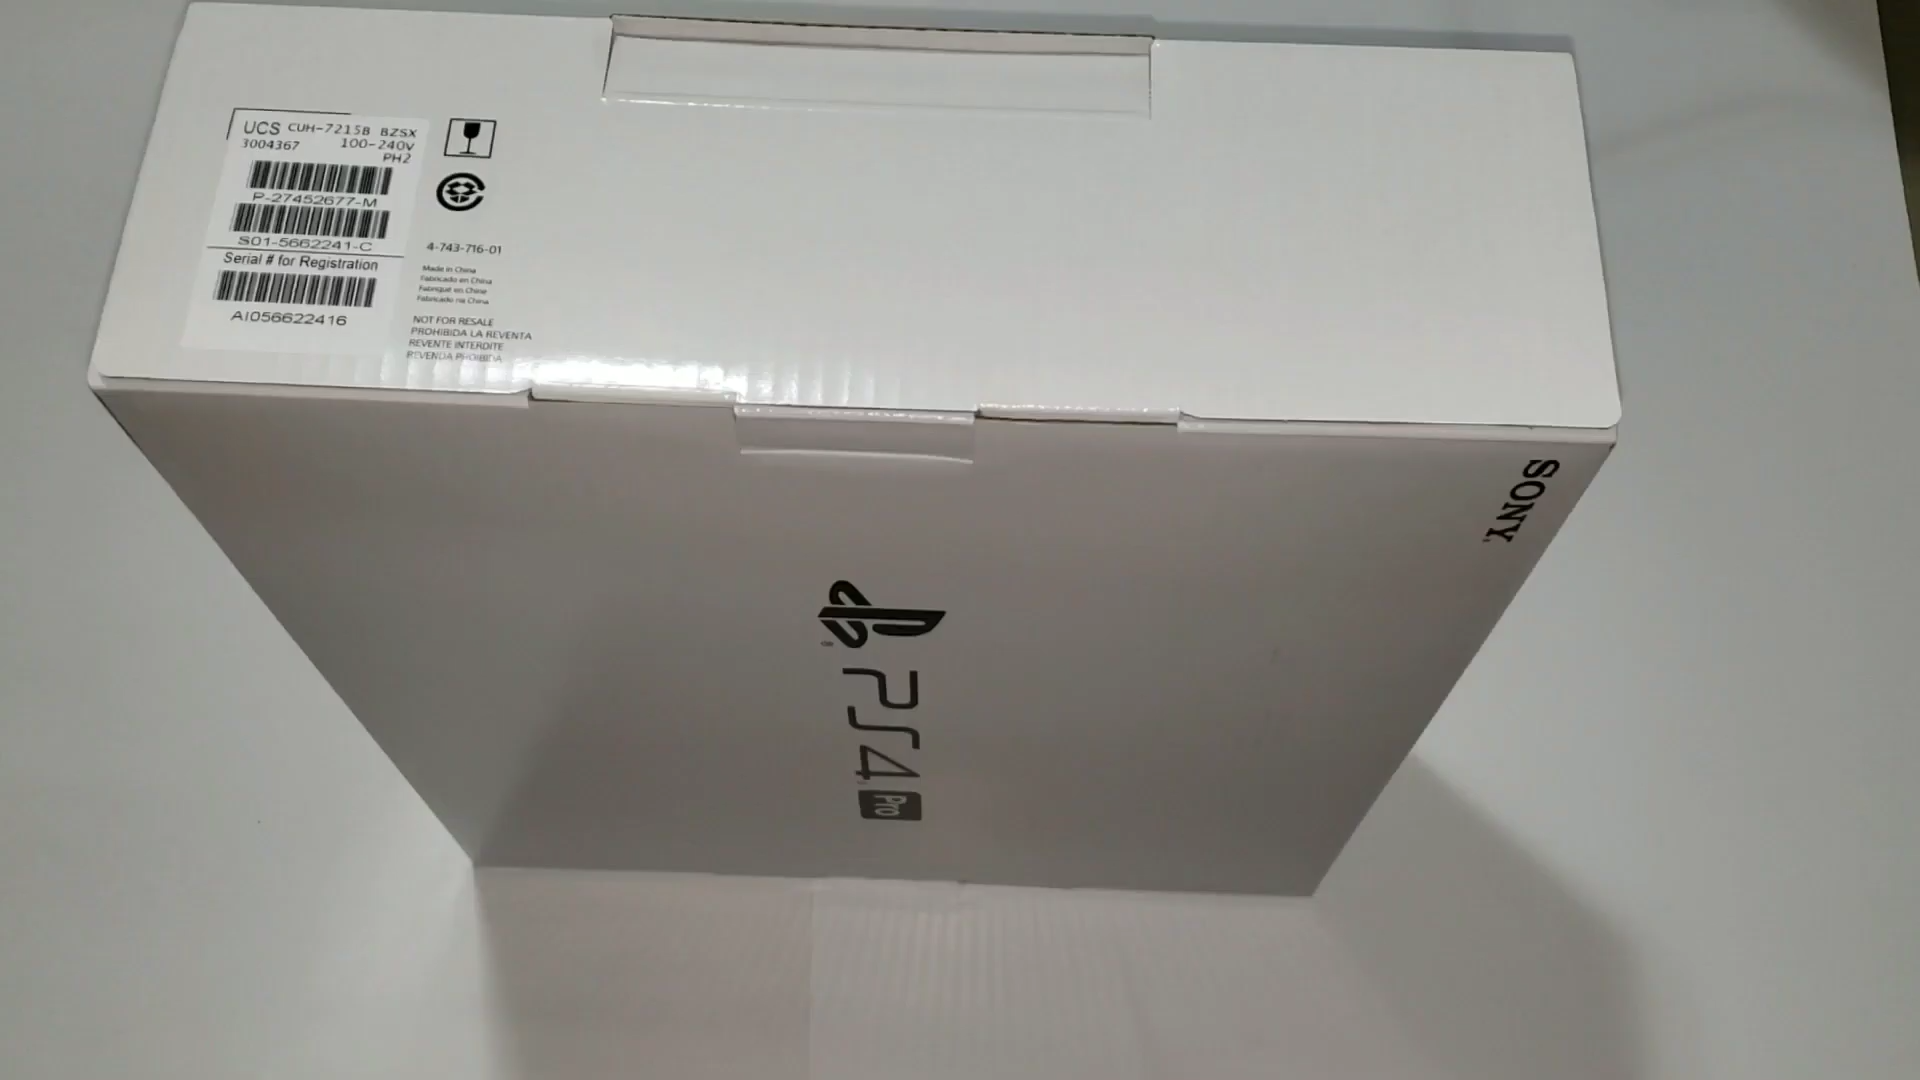 UCS CUH-7215B BZSX
3004367 100-240V
PH2
P-27452677-M
S01-5662241-C
Serial # for Registration
AI056622416
4-743-716-01
Made in China
Fabricado en China
Fabriqué en Chine
Fabricado na China
NOT FOR RESALE
PROHIBIDA LA REVENTA
REVENTE INTERDITE
REVENDA PROIBIDA
SONY
PS4 Pro